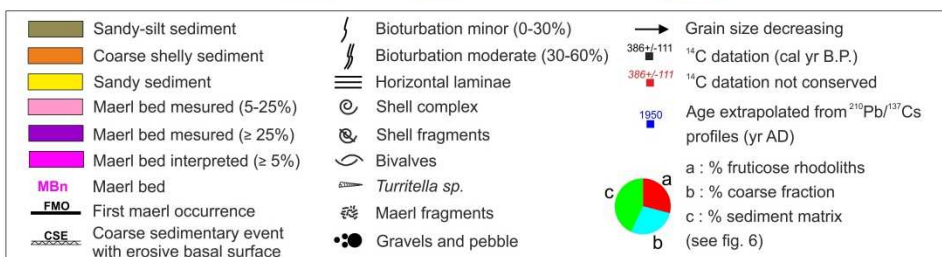 Sandy-silt sediment
Coarse shelly sediment
Sandy sediment
Maerl bed mesured (5-25%)
Maerl bed mesured (≥ 25%)
Maerl bed interpreted (≥ 5%)
MBn Maerl bed
FMO First maerl occurrence
CSE Coarse sedimentary event
with erosive basal surface
Bioturbation minor (0-30%)
Bioturbation moderate (30-60%)
Horizontal laminae
Shell complex
Shell fragments
Bivalves
Turritella sp.
Maerl fragments
Gravels and pebble
Grain size decreasing
386+/-111 ¹⁴C datation (cal yr B.P.)
386+/-111 ¹⁴C datation not conserved
1950 Age extrapolated from ²¹⁰Pb/¹³⁷Cs
profiles (yr AD)
a
c
b
a : % fruticose rhodoliths
b : % coarse fraction
c : % sediment matrix
(see fig. 6)